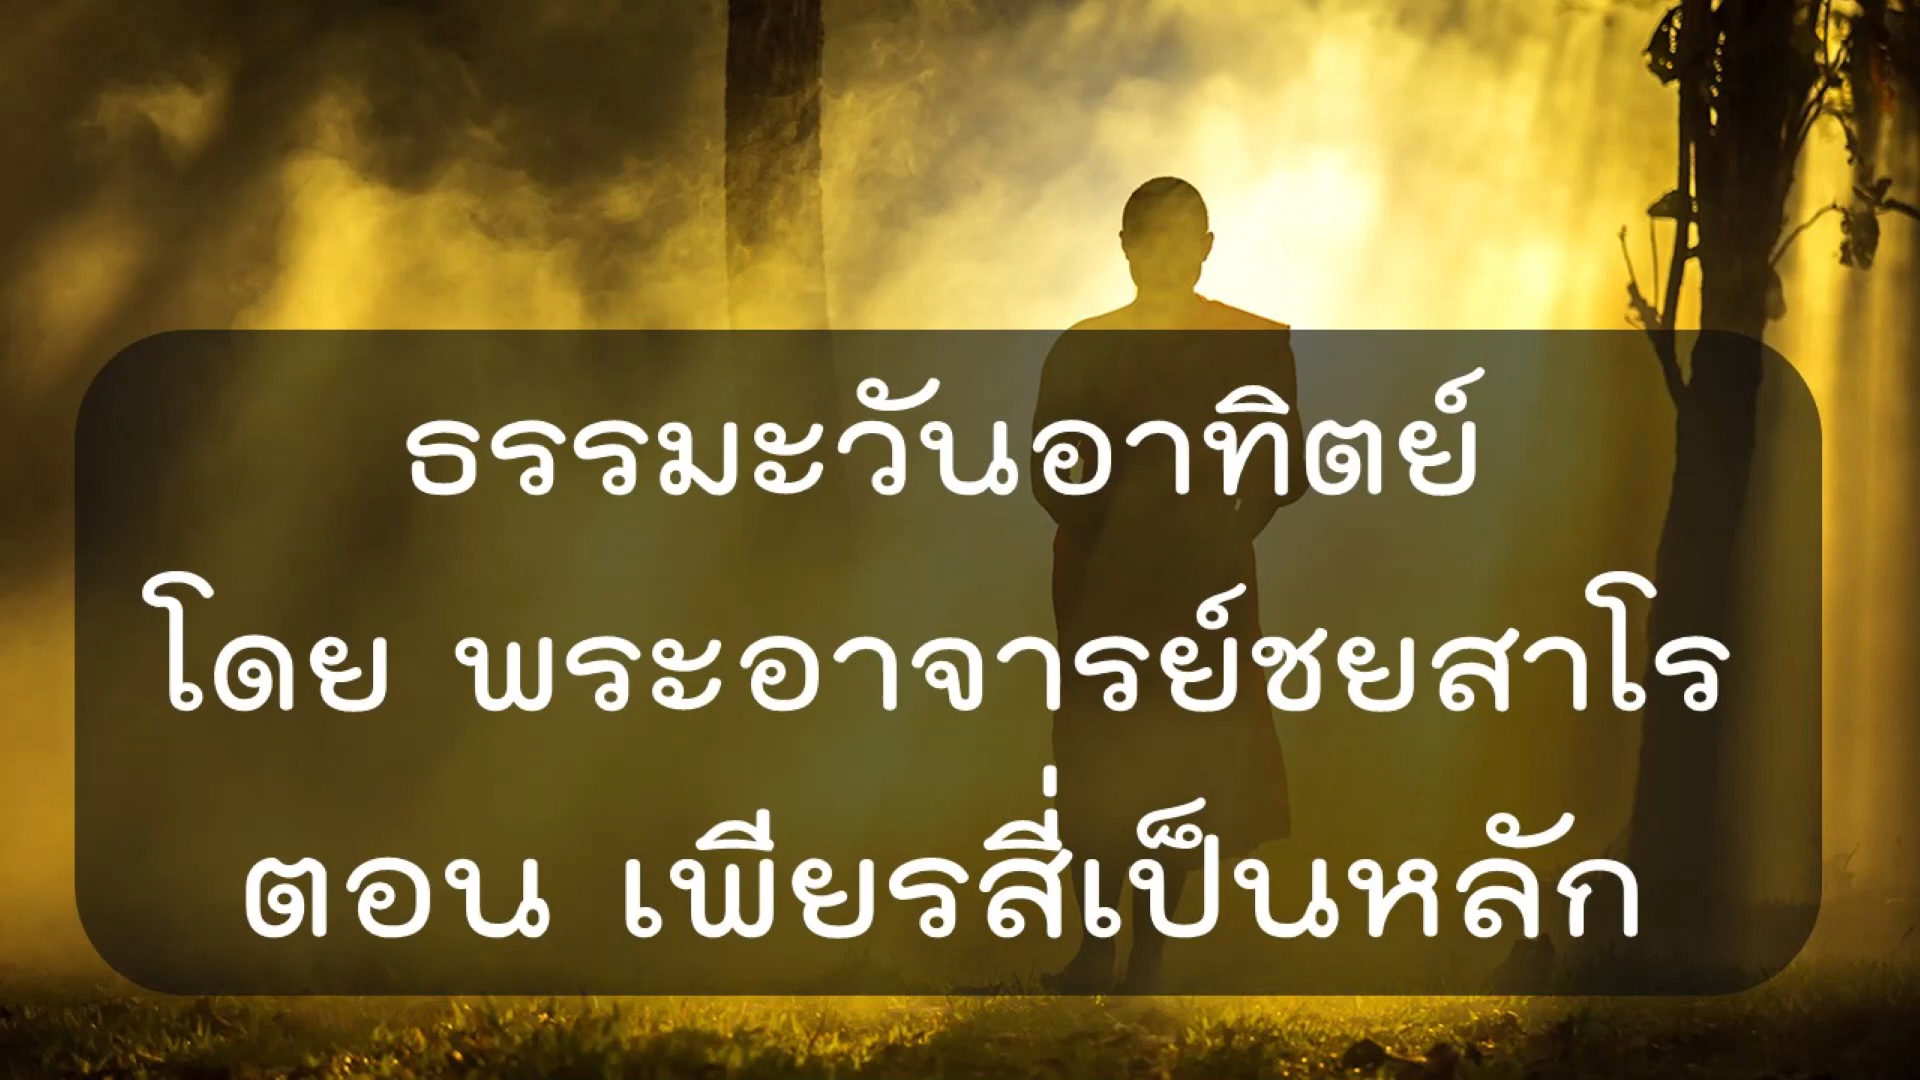 ธรรมะวันอาทิตย์
โดย พระอาจารย์ชยสาโร
ตอน เพียรสี่เป็นหลัก